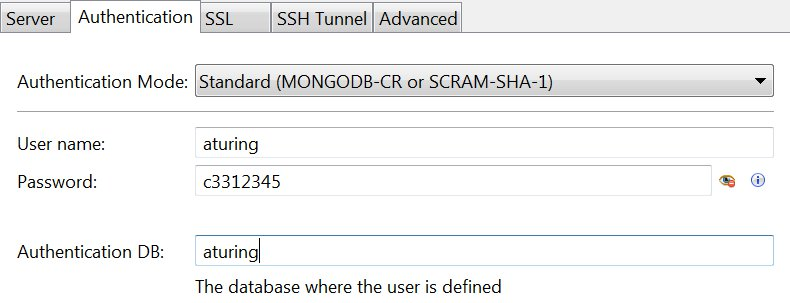 Server Authentication SSL SSH Tunnel Advanced
Authentication Mode: Standard (MONGODB-CR or SCRAM-SHA-1)
User name: aturing
Password: c3312345
Authentication DB: aturing
The database where the user is defined